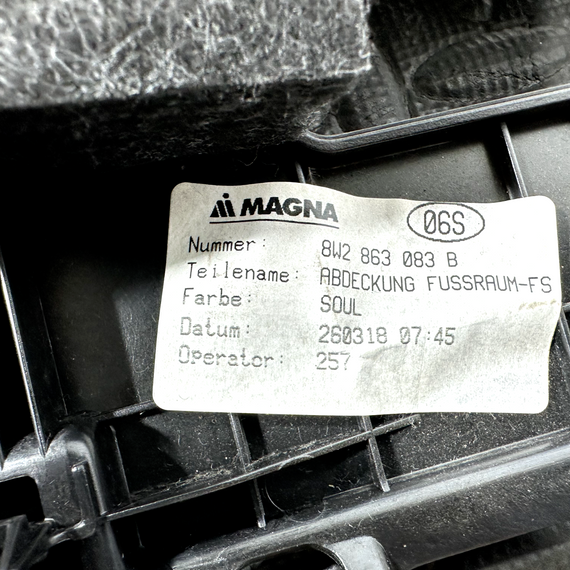 MAGNA 06S
Nummer: 8W2 863 083 B
Teilename: ABDECKUNG FUSSRAUM-FS
Farbe: SOUL
Datum: 260318 07:45
Operator: 257